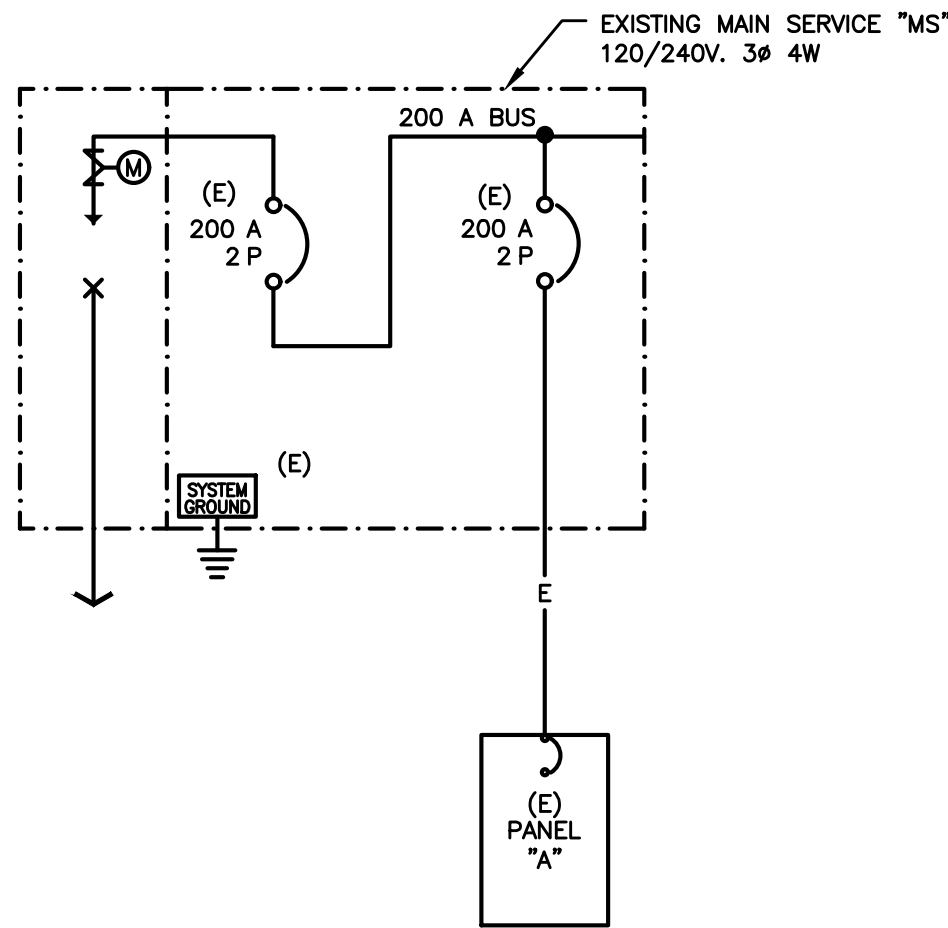 EXISTING MAIN SERVICE "MS"
120/240V. 3ø 4W
200 A BUS
M
(E)
200 A
2 P
(E)
200 A
2 P
(E)
SYSTEM
GROUND
E
(E)
PANEL
"A"